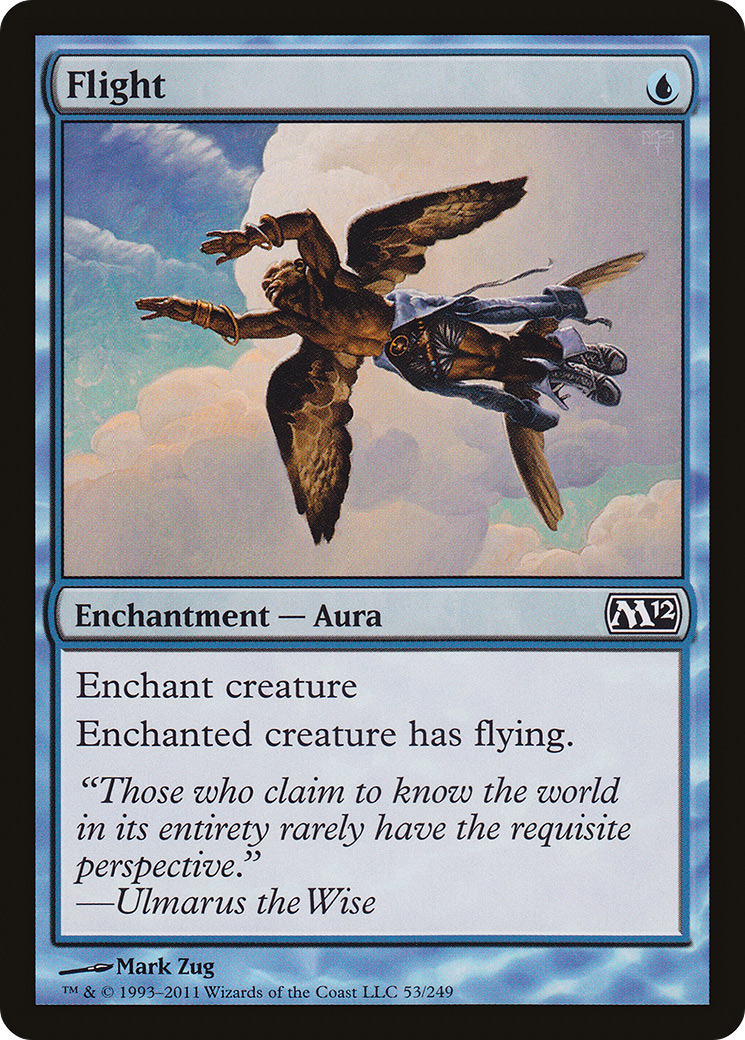 Flight
Enchantment — Aura
M12
Enchant creature
Enchanted creature has flying.
“Those who claim to know the world
in its entirety rarely have the requisite
perspective.”
—Ulmarus the Wise
Mark Zug
™ & © 1993–2011 Wizards of the Coast LLC 53/249